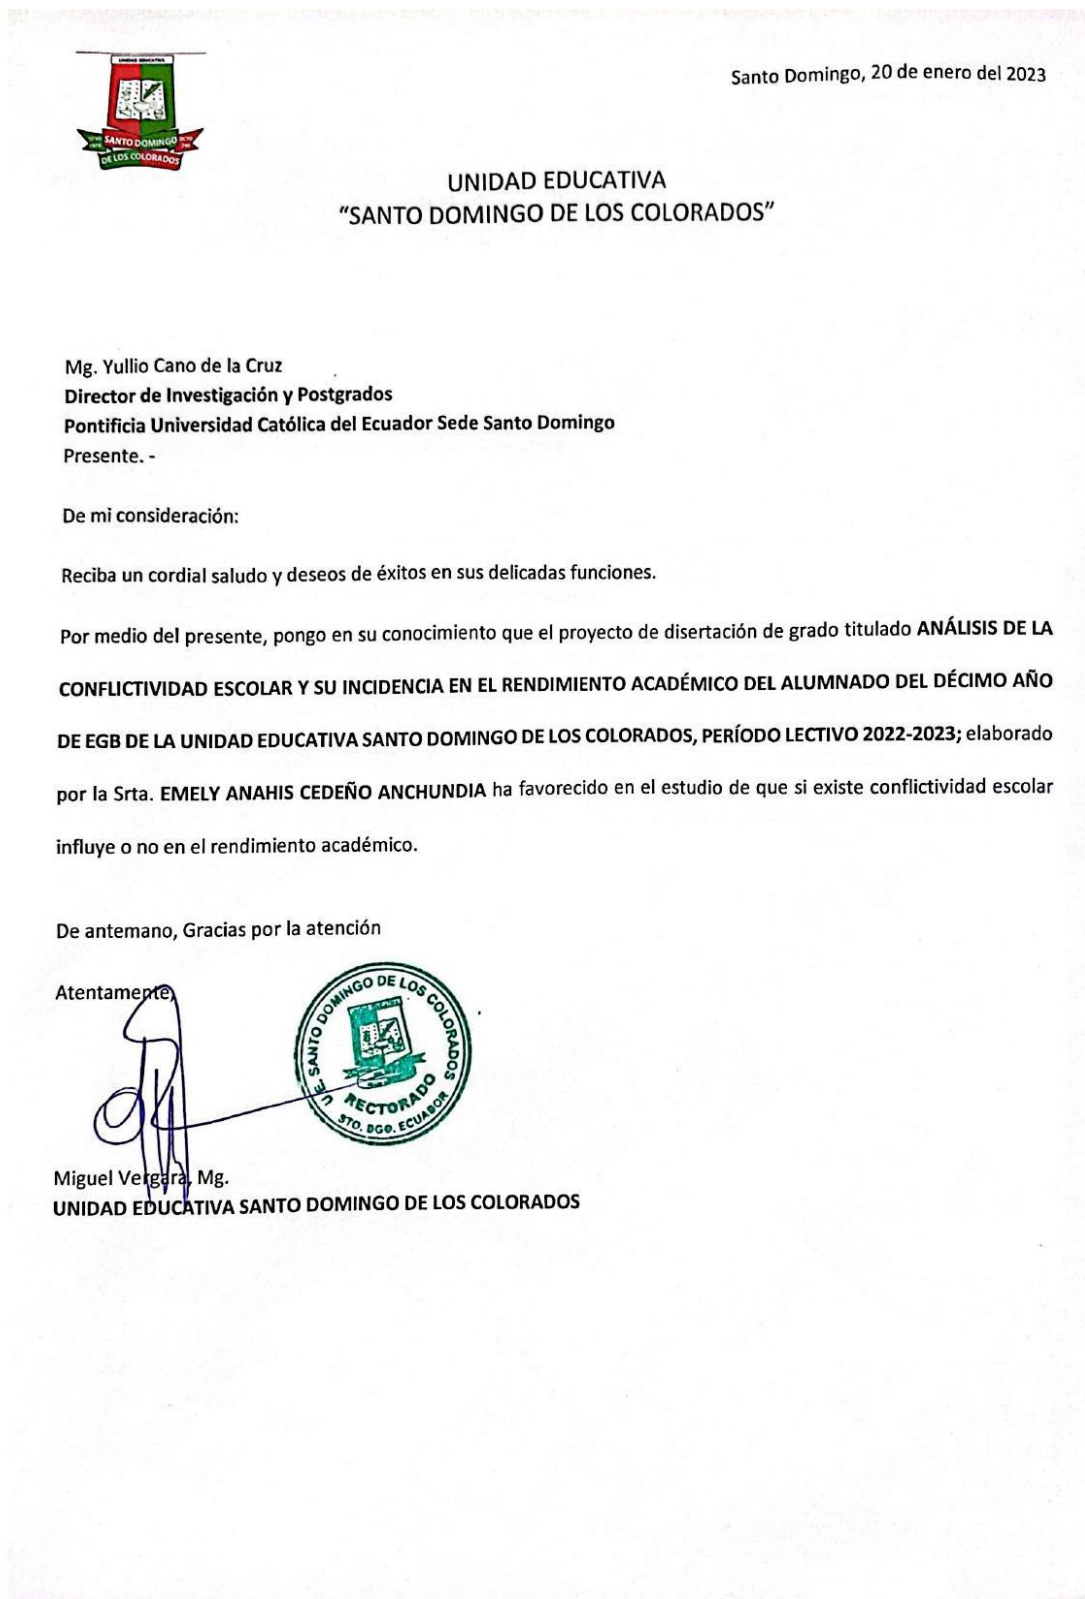 UNIDAD EDUCATIVA
SANTO DOMINGO
DE LOS COLORADOS
Santo Domingo, 20 de enero del 2023
UNIDAD EDUCATIVA
“SANTO DOMINGO DE LOS COLORADOS”
Mg. Yullio Cano de la Cruz
Director de Investigación y Postgrados
Pontificia Universidad Católica del Ecuador Sede Santo Domingo
Presente. -
De mi consideración:
Reciba un cordial saludo y deseos de éxitos en sus delicadas funciones.
Por medio del presente, pongo en su conocimiento que el proyecto de disertación de grado titulado ANÁLISIS DE LA
CONFLICTIVIDAD ESCOLAR Y SU INCIDENCIA EN EL RENDIMIENTO ACADÉMICO DEL ALUMNADO DEL DÉCIMO AÑO
DE EGB DE LA UNIDAD EDUCATIVA SANTO DOMINGO DE LOS COLORADOS, PERÍODO LECTIVO 2022-2023; elaborado
por la Srta. EMELY ANAHIS CEDEÑO ANCHUNDIA ha favorecido en el estudio de que si existe conflictividad escolar
influye o no en el rendimiento académico.
De antemano, Gracias por la atención
Atentamente,
U.E. SANTO DOMINGO DE LOS COLORADOS
RECTORADO
STO. DGO. ECUADOR
Miguel Vergara, Mg.
UNIDAD EDUCATIVA SANTO DOMINGO DE LOS COLORADOS